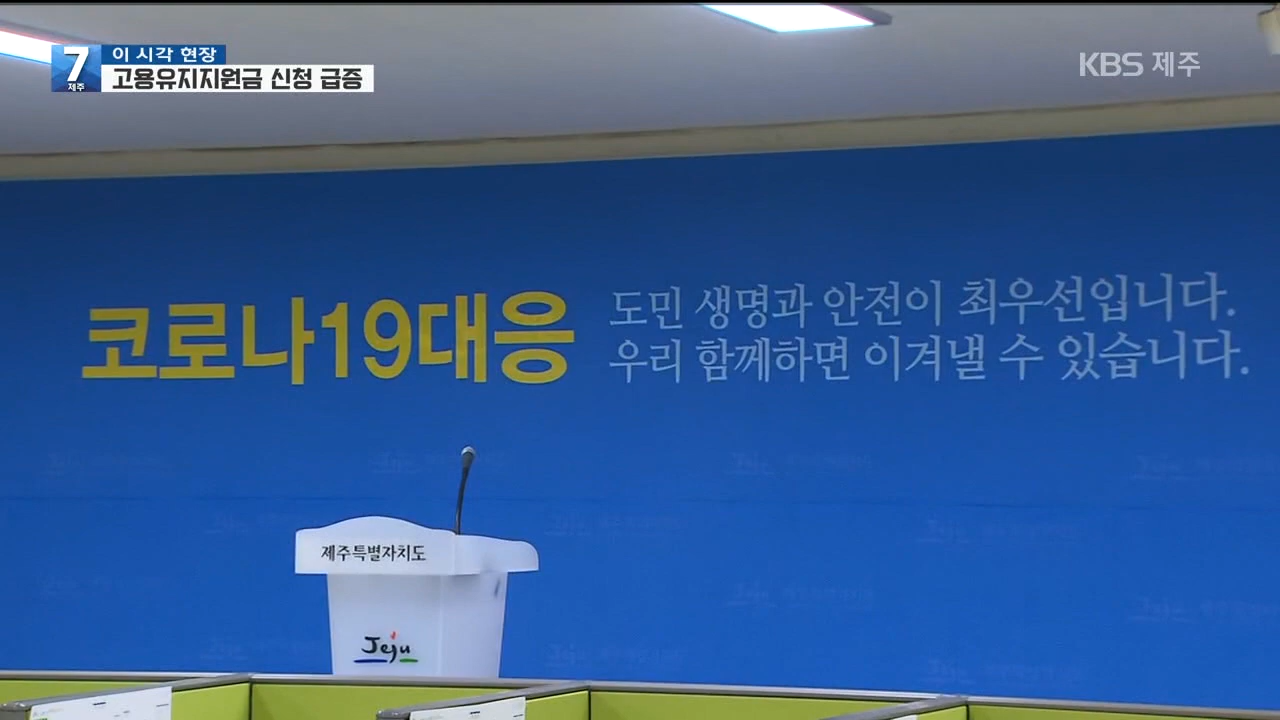 7 이 시각 현장
제주 고용유지지원금 신청 급증
KBS 제주
코로나19대응
도민 생명과 안전이 최우선입니다.
우리 함께하면 이겨낼 수 있습니다.
제주특별자치도
Jeju